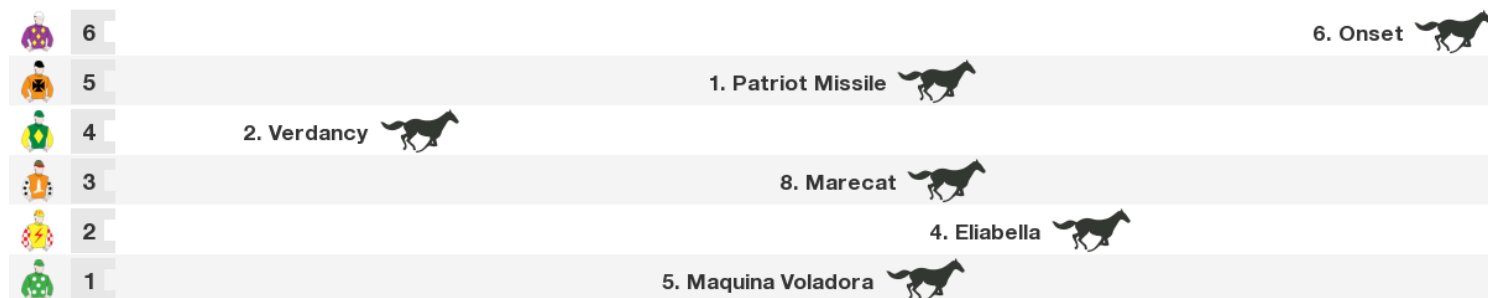 6 6. Onset
5 1. Patriot Missile
4 2. Verdancy
3 8. Marecat
2 4. Eliabella
1 5. Maquina Voladora